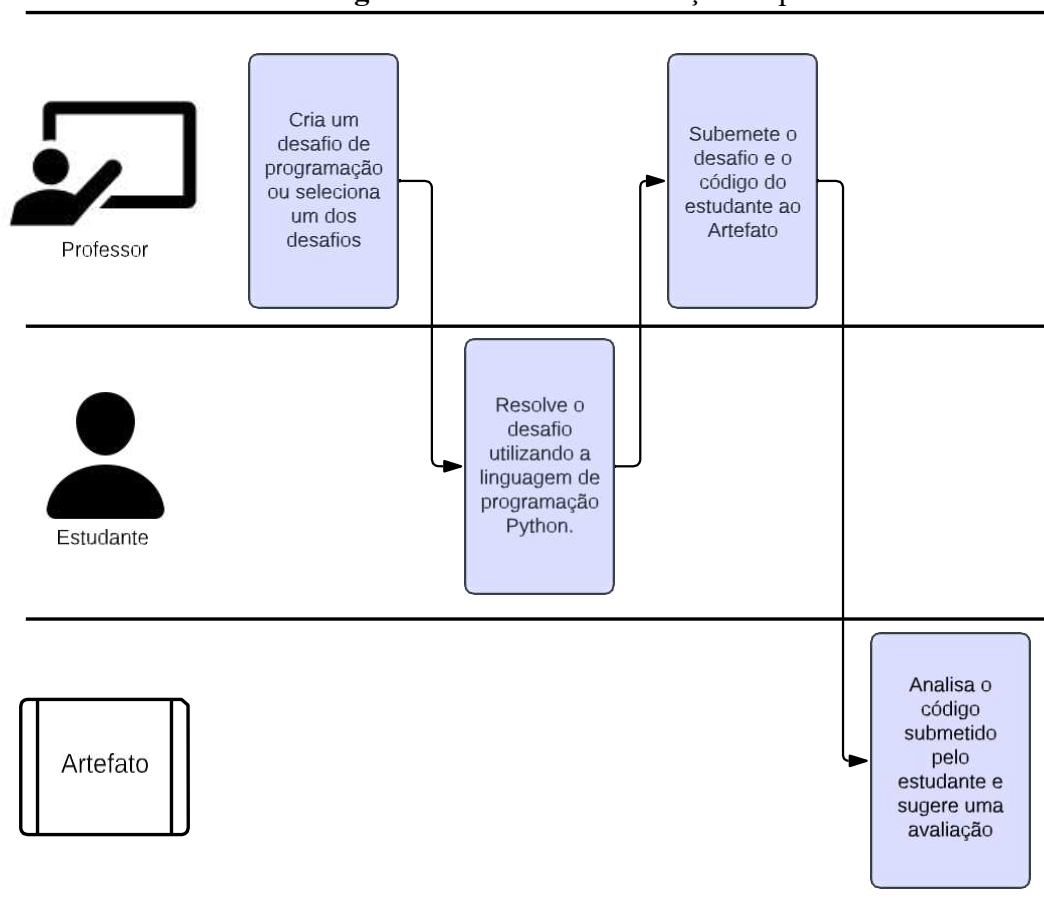 Cria um
desafio de
programação
ou seleciona
um dos
desafios
Subemete o
desafio e o
código do
estudante ao
Artefato
Professor
Resolve o
desafio
utilizando a
linguagem de
programação
Python.
Estudante
Analisa o
código
submetido
pelo
estudante e
sugere uma
avaliação
Artefato